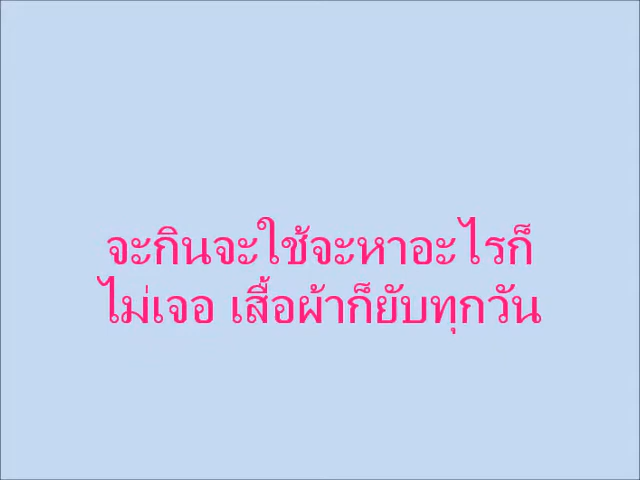 จะกินจะใช้จะหาอะไรก็
ไม่เจอ เสื้อผ้าก็ยับทุกวัน